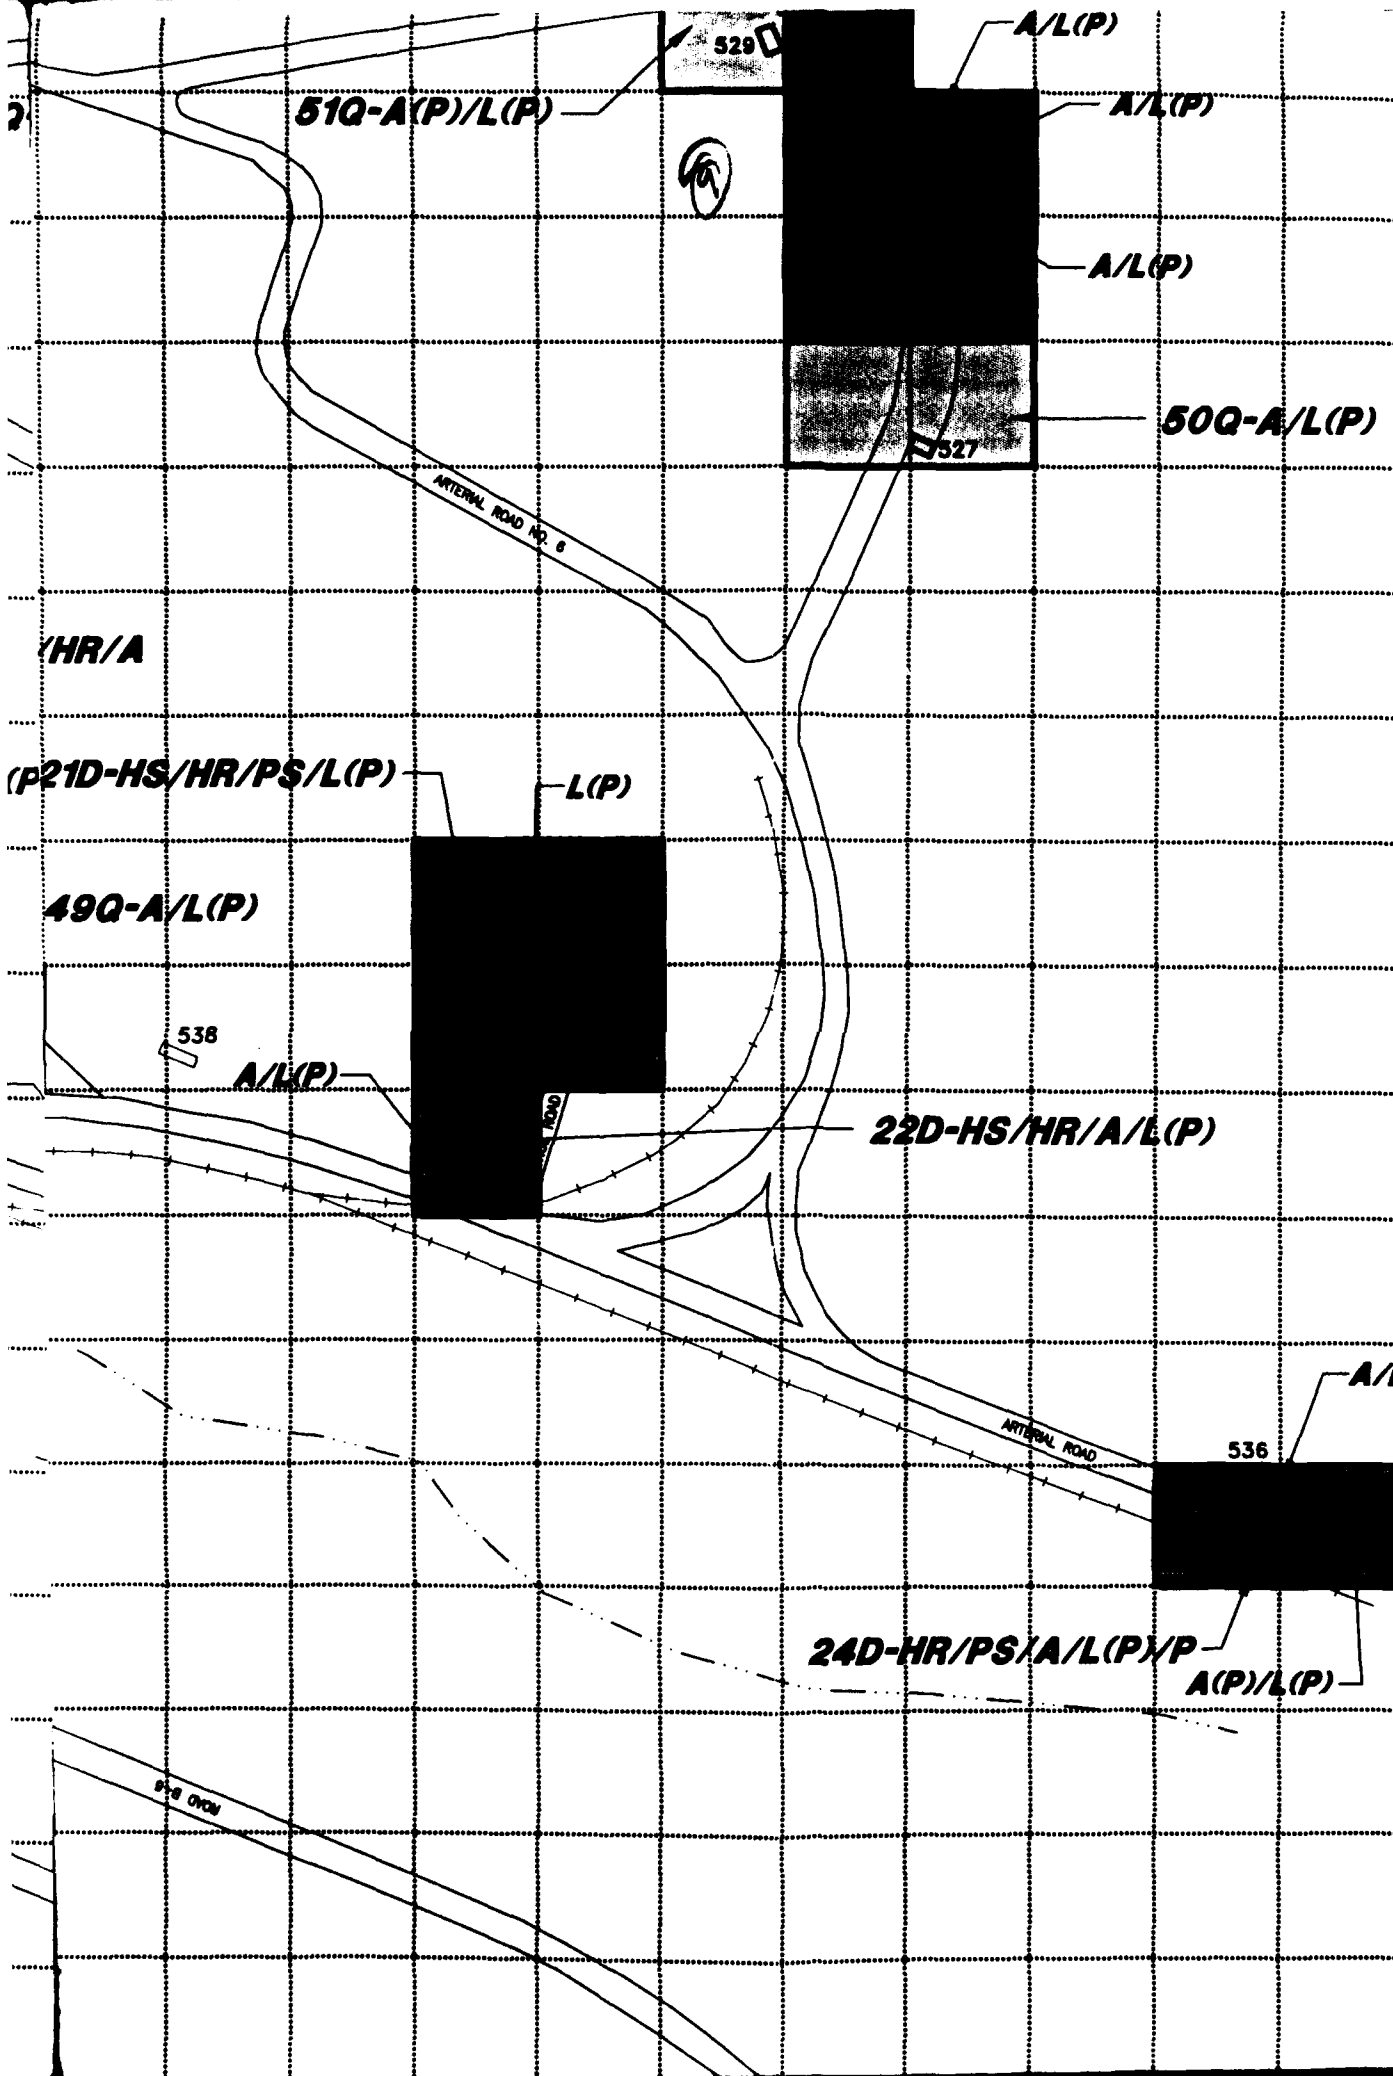 A/L(P)
529
51Q-A(P)/L(P)
A/L(P)
A/L(P)
50Q-A/L(P)
527
ARTERIAL ROAD NO. 8
/HR/A
(P
21D-HS/HR/PS/L(P)
L(P)
49Q-A/L(P)
538
A/L(P)
ROAD
22D-HS/HR/A/L(P)
A/
ARTERIAL ROAD
536
24D-HR/PS/A/L(P)/P
A(P)/L(P)
ROAD B-8